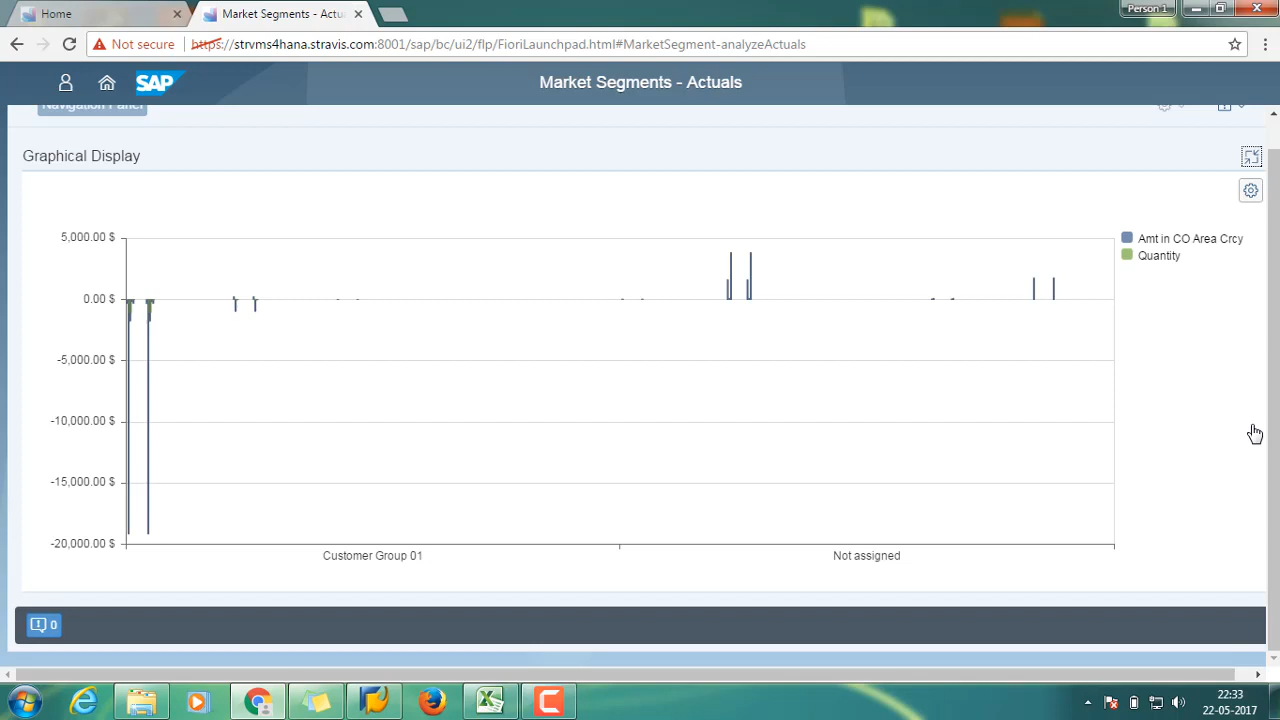 Home
Market Segments - Actu
Person 1
Not secure
https://strvms4hana.stravis.com:8001/sap/bc/ui2/flp/FioriLaunchpad.html#MarketSegment-analyzeActuals
SAP
Market Segments - Actuals
Navigation Panel
Graphical Display
5,000.00 $
0.00 $
-5,000.00 $
-10,000.00 $
-15,000.00 $
-20,000.00 $
Amt in CO Area Crcy
Quantity
Customer Group 01
Not assigned
0
22:33
22-05-2017